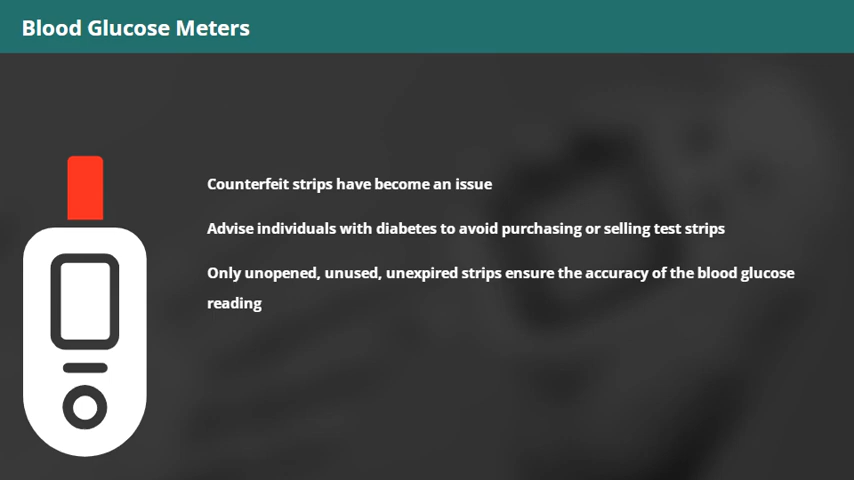 Blood Glucose Meters
Counterfeit strips have become an issue
Advise individuals with diabetes to avoid purchasing or selling test strips
Only unopened, unused, unexpired strips ensure the accuracy of the blood glucose
reading